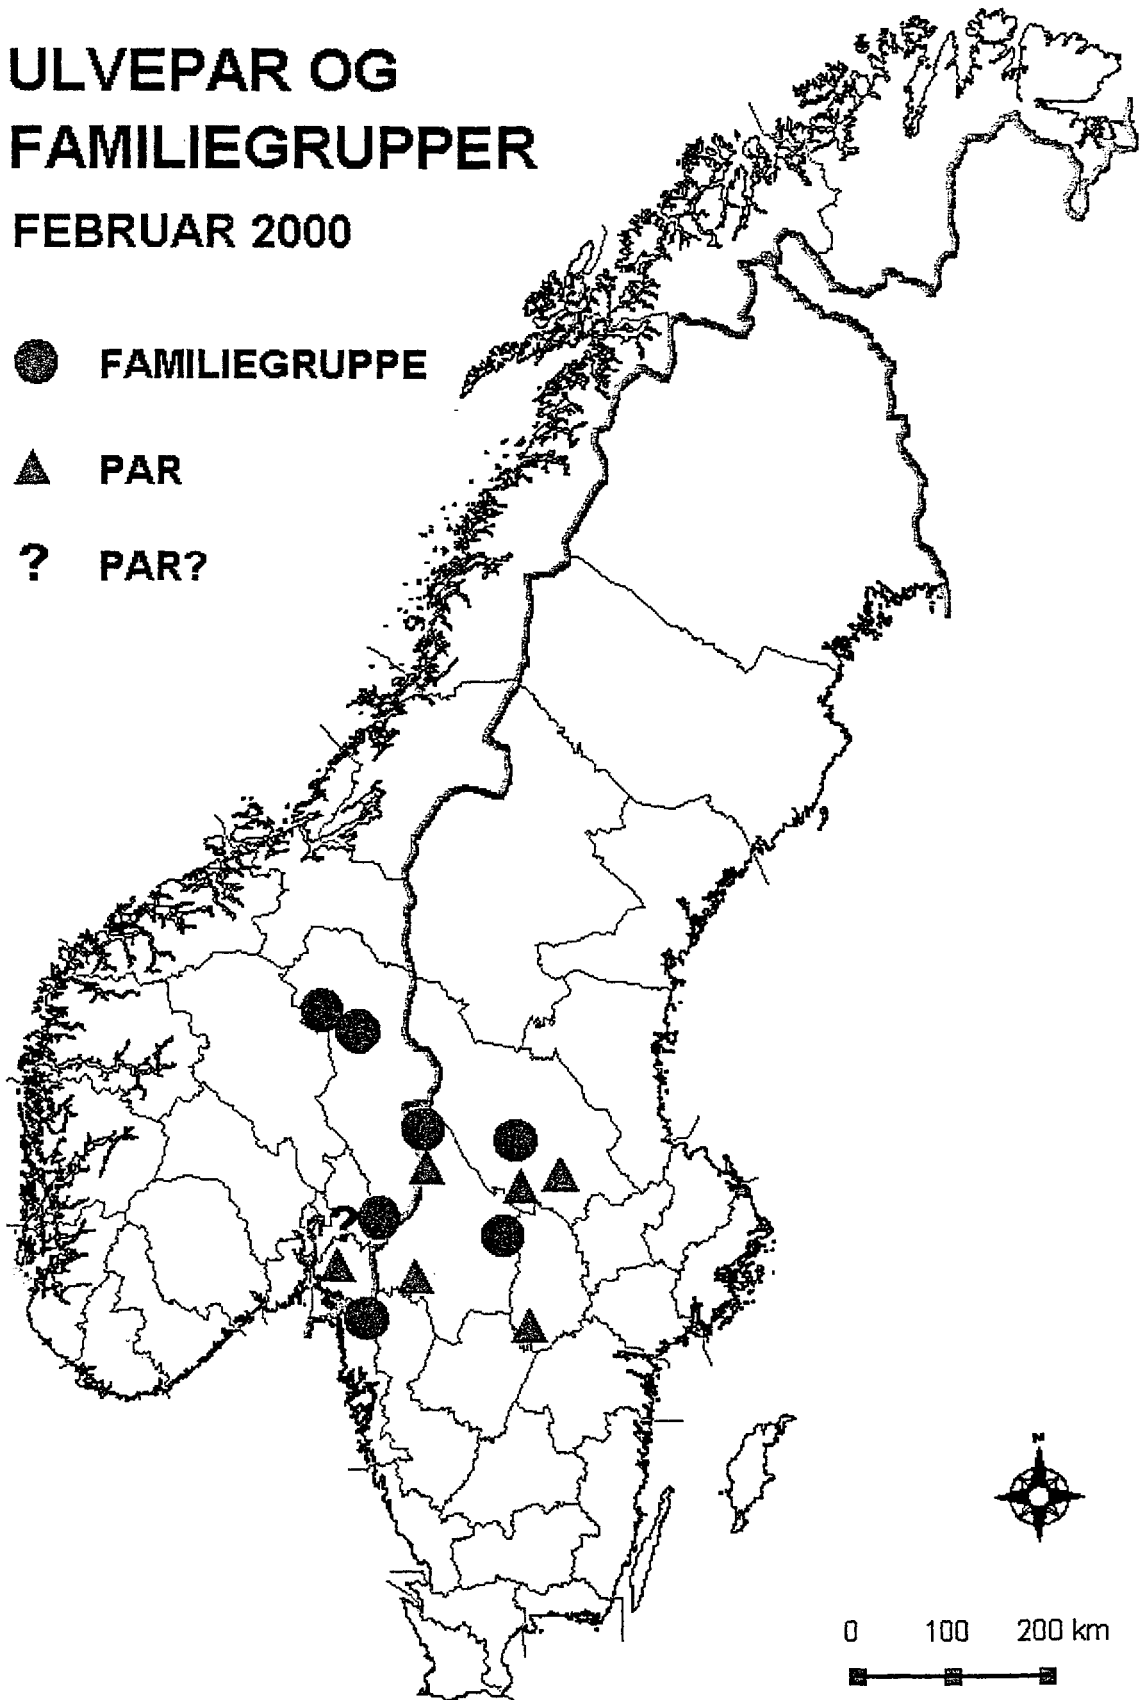 ULVEPAR OG
FAMILIEGRUPPER
FEBRUAR 2000
FAMILIEGRUPPE
PAR
? PAR?
?
N
0 100 200 km